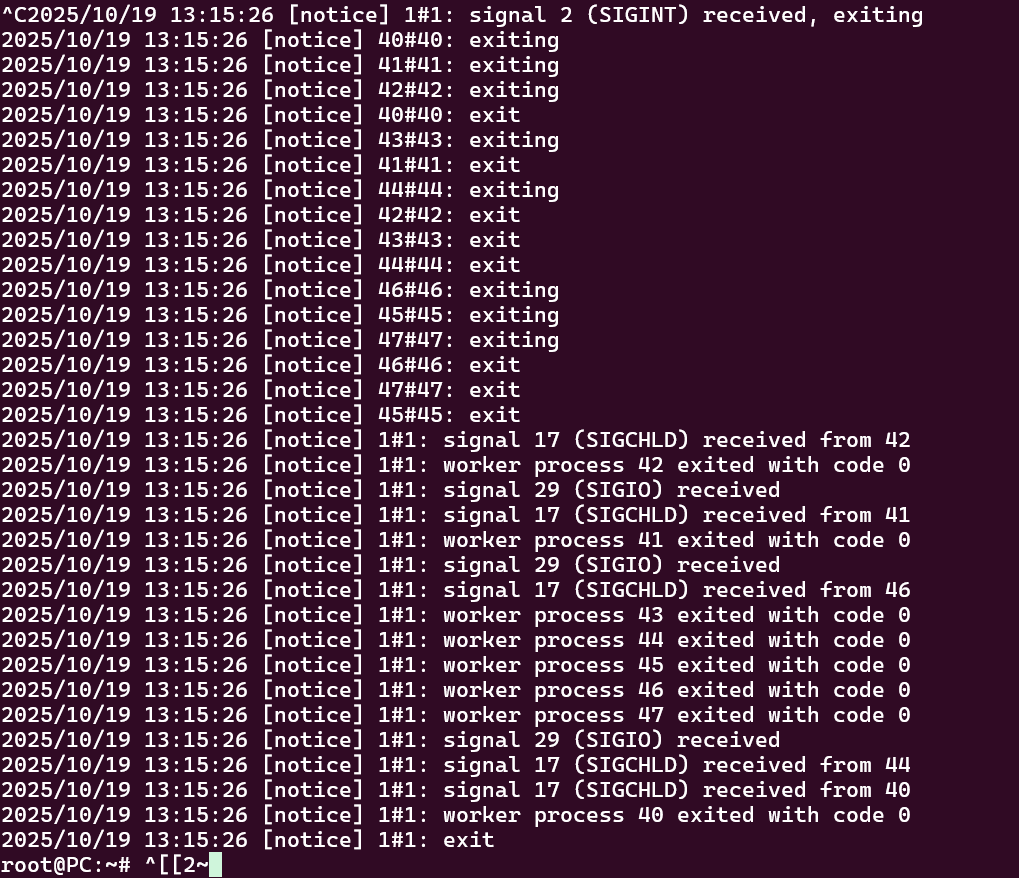 ^C2025/10/19 13:15:26 [notice] 1#1: signal 2 (SIGINT) received, exiting
2025/10/19 13:15:26 [notice] 40#40: exiting
2025/10/19 13:15:26 [notice] 41#41: exiting
2025/10/19 13:15:26 [notice] 42#42: exiting
2025/10/19 13:15:26 [notice] 40#40: exit
2025/10/19 13:15:26 [notice] 43#43: exiting
2025/10/19 13:15:26 [notice] 41#41: exit
2025/10/19 13:15:26 [notice] 44#44: exiting
2025/10/19 13:15:26 [notice] 42#42: exit
2025/10/19 13:15:26 [notice] 43#43: exit
2025/10/19 13:15:26 [notice] 44#44: exit
2025/10/19 13:15:26 [notice] 46#46: exiting
2025/10/19 13:15:26 [notice] 45#45: exiting
2025/10/19 13:15:26 [notice] 47#47: exiting
2025/10/19 13:15:26 [notice] 46#46: exit
2025/10/19 13:15:26 [notice] 47#47: exit
2025/10/19 13:15:26 [notice] 45#45: exit
2025/10/19 13:15:26 [notice] 1#1: signal 17 (SIGCHLD) received from 42
2025/10/19 13:15:26 [notice] 1#1: worker process 42 exited with code 0
2025/10/19 13:15:26 [notice] 1#1: signal 29 (SIGIO) received
2025/10/19 13:15:26 [notice] 1#1: signal 17 (SIGCHLD) received from 41
2025/10/19 13:15:26 [notice] 1#1: worker process 41 exited with code 0
2025/10/19 13:15:26 [notice] 1#1: signal 29 (SIGIO) received
2025/10/19 13:15:26 [notice] 1#1: signal 17 (SIGCHLD) received from 46
2025/10/19 13:15:26 [notice] 1#1: worker process 43 exited with code 0
2025/10/19 13:15:26 [notice] 1#1: worker process 44 exited with code 0
2025/10/19 13:15:26 [notice] 1#1: worker process 45 exited with code 0
2025/10/19 13:15:26 [notice] 1#1: worker process 46 exited with code 0
2025/10/19 13:15:26 [notice] 1#1: worker process 47 exited with code 0
2025/10/19 13:15:26 [notice] 1#1: signal 29 (SIGIO) received
2025/10/19 13:15:26 [notice] 1#1: signal 17 (SIGCHLD) received from 44
2025/10/19 13:15:26 [notice] 1#1: signal 17 (SIGCHLD) received from 40
2025/10/19 13:15:26 [notice] 1#1: worker process 40 exited with code 0
2025/10/19 13:15:26 [notice] 1#1: exit
root@PC:~# ^[[2~